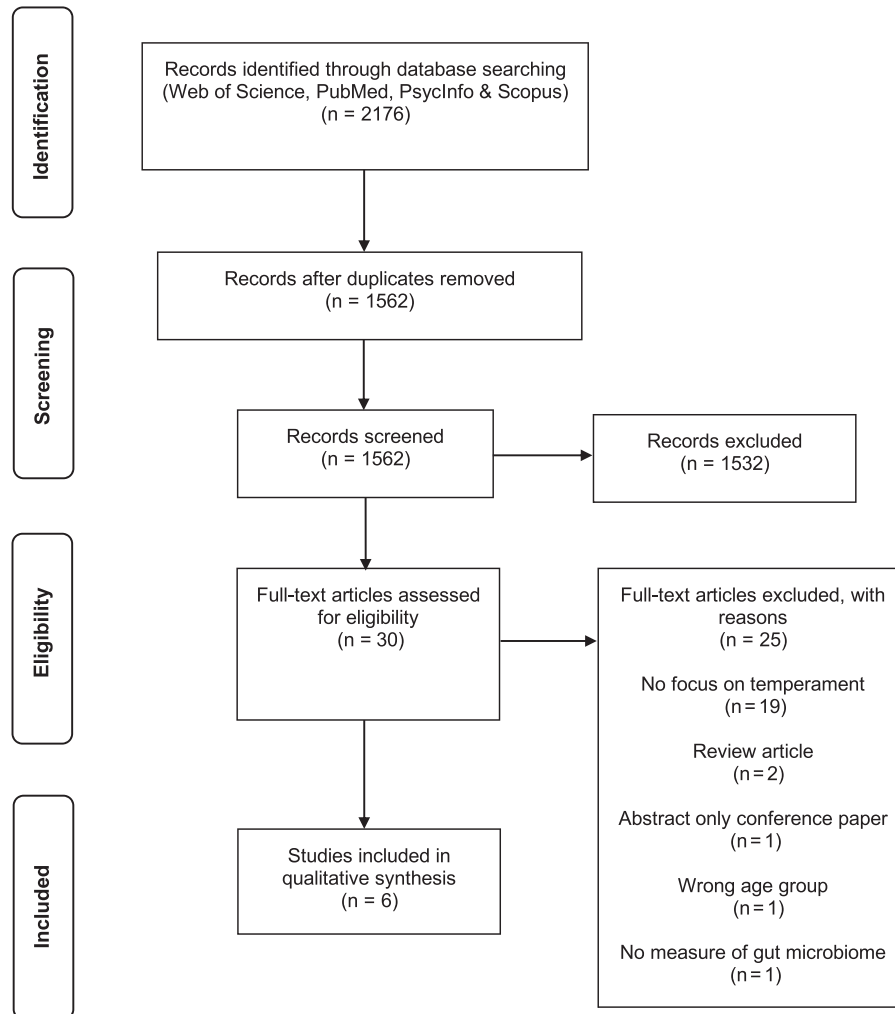 Identification
Records identified through database searching
(Web of Science, PubMed, PsycInfo & Scopus)
(n = 2176)
Screening
Records after duplicates removed
(n = 1562)
Records screened
(n = 1562)
Records excluded
(n = 1532)
Eligibility
Full-text articles assessed
for eligibility
(n = 30)
Full-text articles excluded, with
reasons
(n = 25)
No focus on temperament
(n=19)
Review article
(n=2)
Abstract only conference paper
(n=1)
Wrong age group
(n=1)
No measure of gut microbiome
(n=1)
Included
Studies included in
qualitative synthesis
(n = 6)